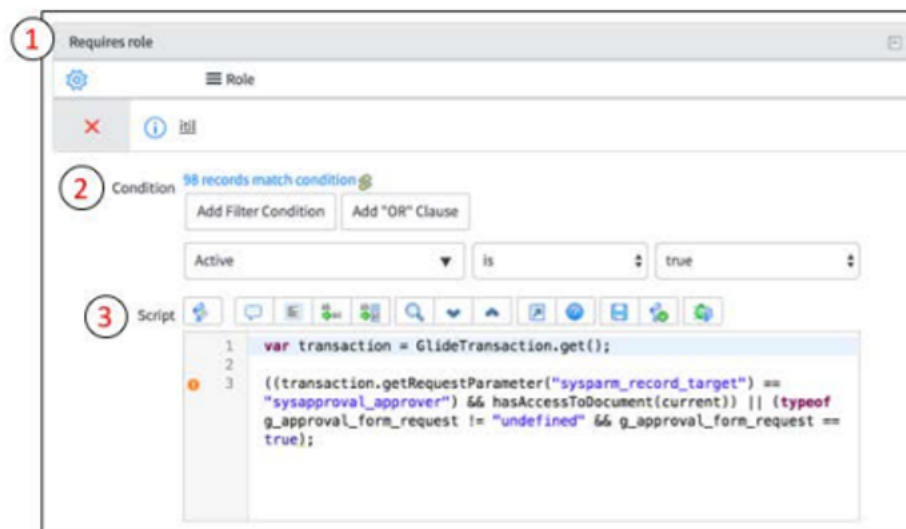 1
Requires role
Role
itil
2
Condition
98 records match condition
Add Filter Condition Add "OR" Clause
Active is true
3
Script
1 var transaction = GlideTransaction.get();
2
3 ((transaction.getRequestParameter("sysparm_record_target") ==
"sysapproval_approver") && hasAccessToDocument(current)) || (typeof
g_approval_form_request != "undefined" && g_approval_form_request ==
true);